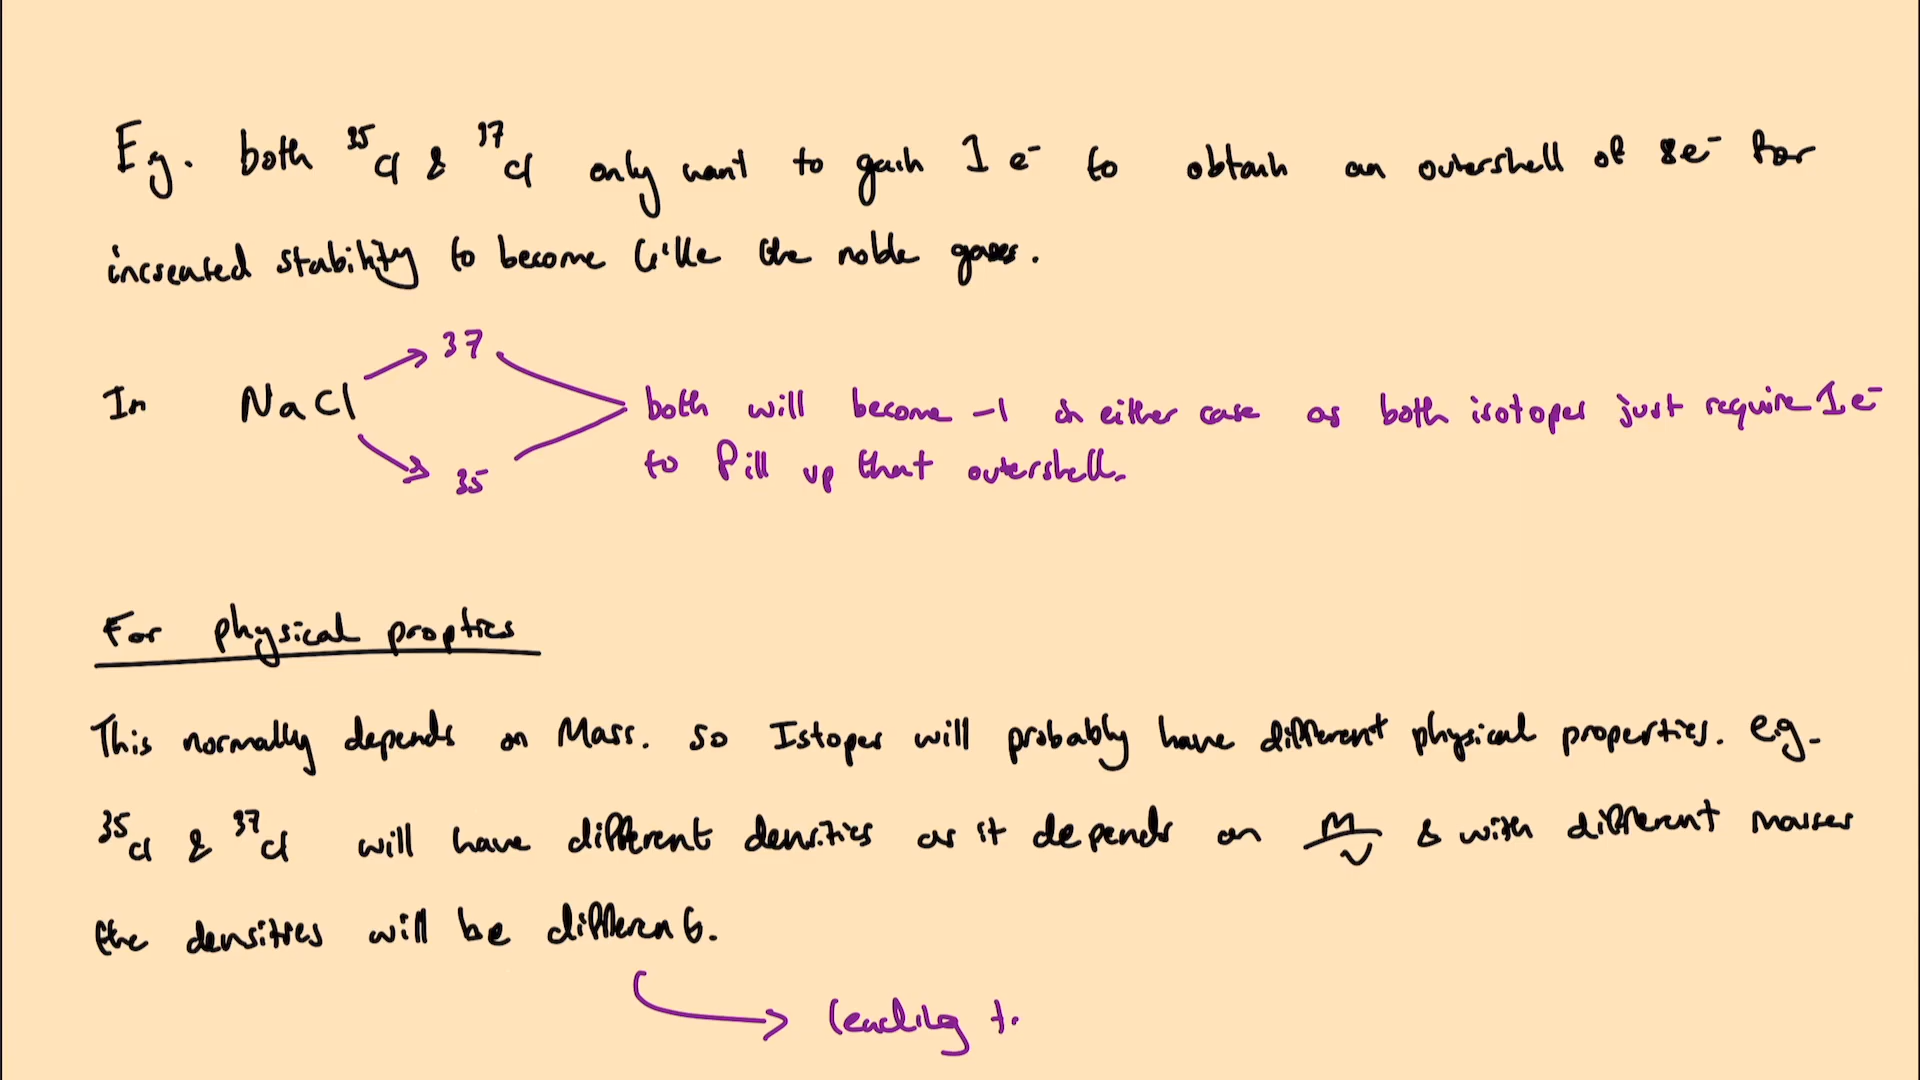 Eg. both ³⁵Cl & ³⁷Cl only want to gain 1 e⁻ to obtain an outershell of 8e⁻ for
increased stability to become like the noble gases.
37
In NaCl both will become -1 in either case as both isotopes just require 1e⁻
to fill up that outershell.
35
For physical propties
This normally depends on Mass. So Istopes will probably have different physical properties. e.g.
³⁵Cl & ³⁷Cl will have different densities as it depends on M/V & with different masses
the densities will be different.
leading t